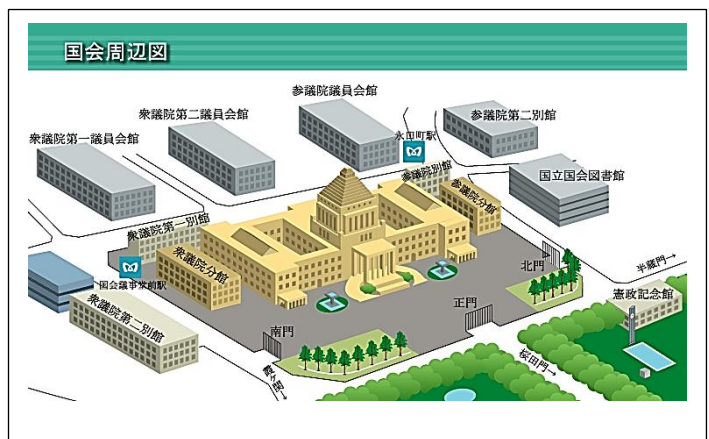 国会周辺図
参議院議員会館
衆議院第二議員会館
参議院第二別館
衆議院第一議員会館
永田町駅
参議院別館
国立国会図書館
参議院分館
衆議院第一別館
衆議院分館
国会議事堂前駅
北門
半蔵門→
憲政記念館
衆議院第二別館
正門
南門
桜田門→
霞ヶ関→